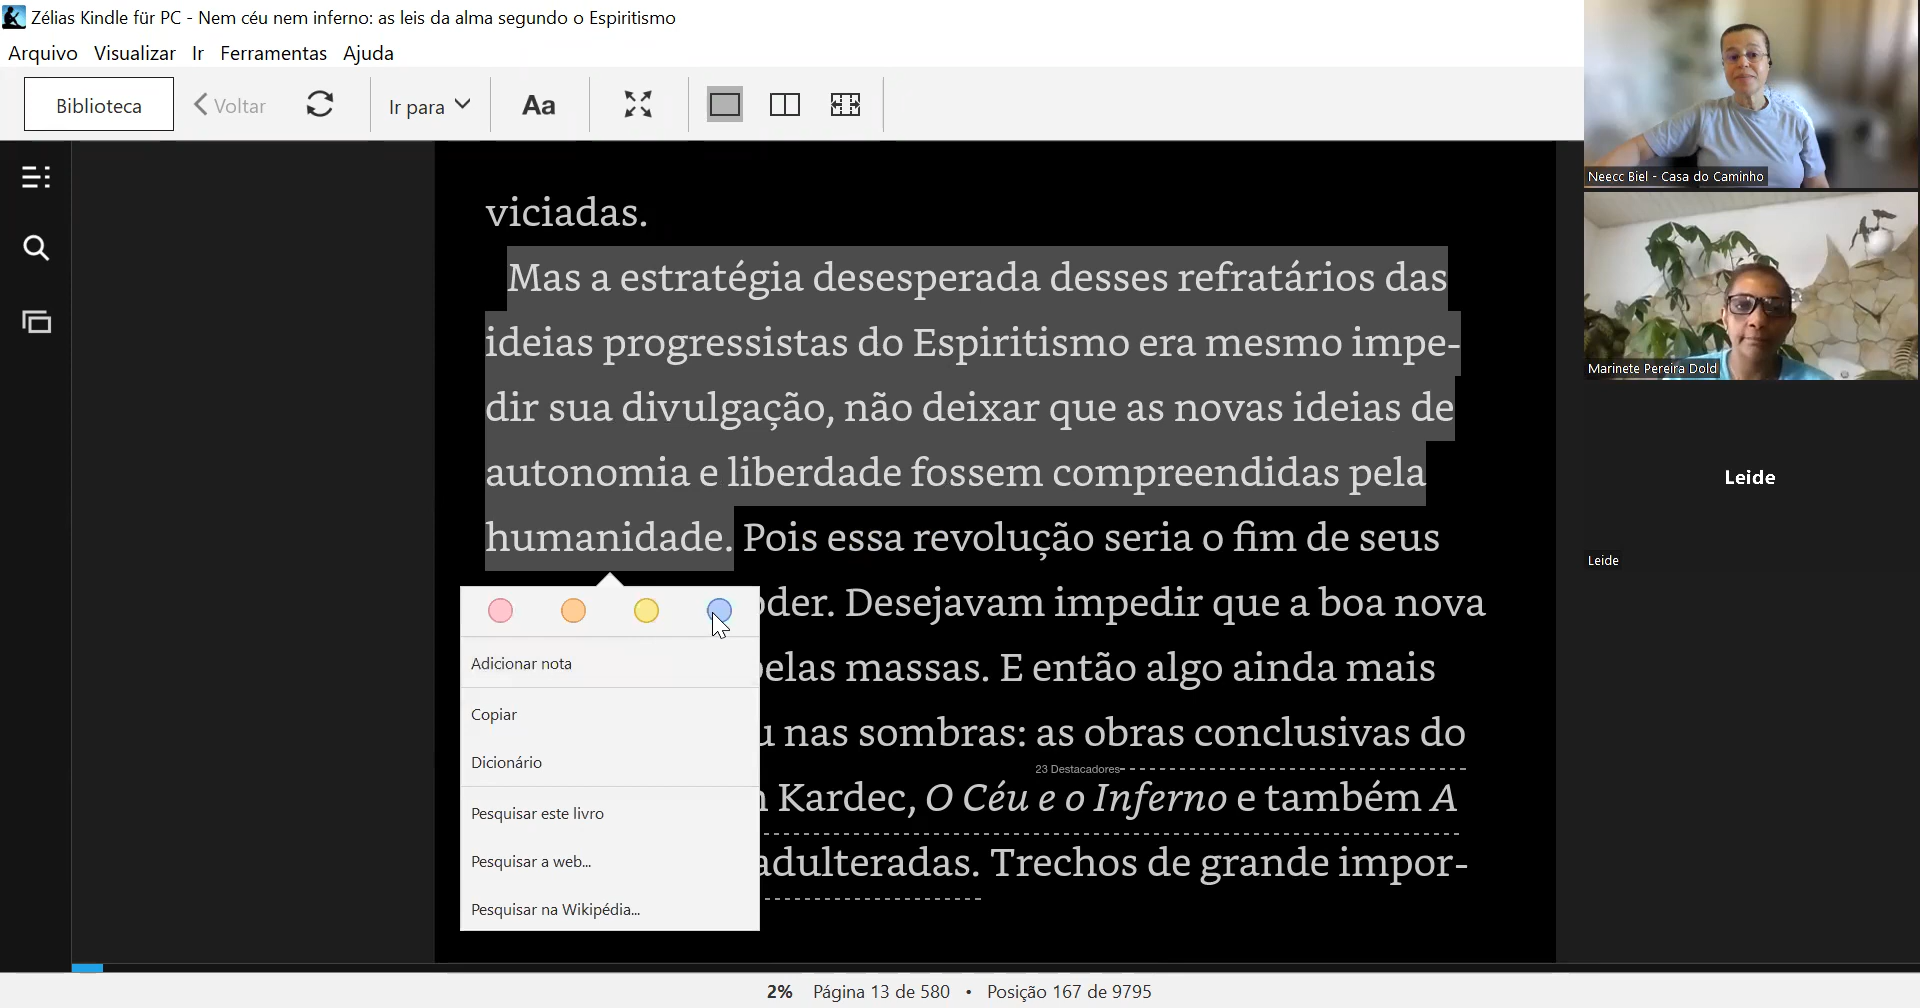 Zélias Kindle für PC - Nem céu nem inferno: as leis da alma segundo o Espiritismo
Arquivo Visualizar Ir Ferramentas Ajuda
Biblioteca Voltar Ir para Aa
viciadas.
Mas a estratégia desesperada desses refratários das
ideias progressistas do Espiritismo era mesmo impe-
dir sua divulgação, não deixar que as novas ideias de
autonomia e liberdade fossem compreendidas pela
humanidade. Pois essa revolução seria o fim de seus
oder. Desejavam impedir que a boa nova
elas massas. E então algo ainda mais
u nas sombras: as obras conclusivas do
23 Destacadores
Kardec, O Céu e o Inferno e também A
adulteradas. Trechos de grande impor-
Adicionar nota
Copiar
Dicionário
Pesquisar este livro
Pesquisar a web...
Pesquisar na Wikipédia...
2% Página 13 de 580 • Posição 167 de 9795
Neecc Biel - Casa do Caminho
Marinete Pereira Dold
Leide
Leide